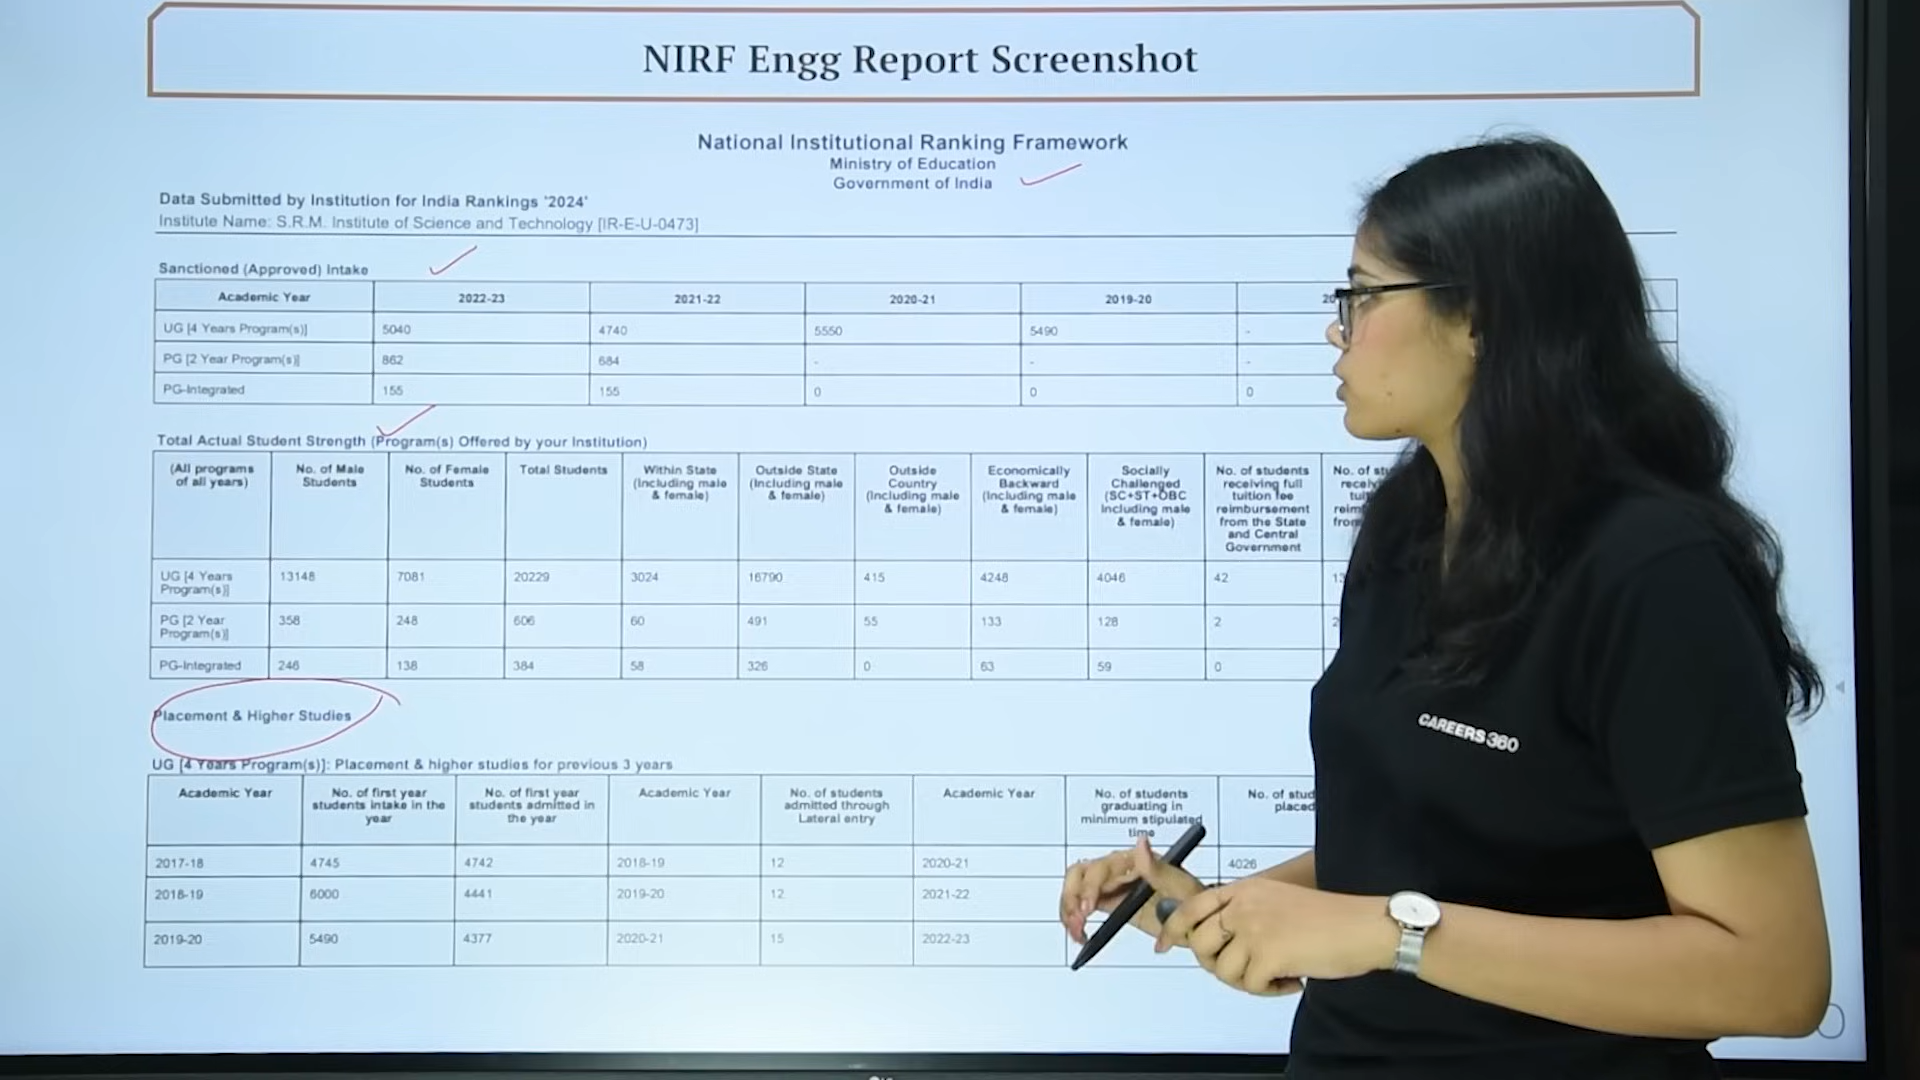 NIRF Engg Report Screenshot
National Institutional Ranking Framework
Ministry of Education
Government of India
Data Submitted by Institution for India Rankings '2024'
Institute Name: S.R.M. Institute of Science and Technology [IR-E-U-0473]
Sanctioned (Approved) Intake
Academic Year 2022-23 2021-22 2020-21 2019-20
UG [4 Years Program(s)] 5040 4740 5550 5490 -
PG [2 Year Program(s)] 862 684 - - -
PG-Integrated 155 155 0 0 0
Total Actual Student Strength (Program(s) Offered by your Institution)
(All programs of all years) No. of Male Students No. of Female Students Total Students Within State (Including male & female) Outside State (Including male & female) Outside Country (Including male & female) Economically Backward (Including male & female) Socially Challenged (SC+ST+OBC Including male & female) No. of students receiving full tuition fee reimbursement from the State and Central Government No. of
UG [4 Years Program(s)] 13148 7081 20229 3024 16790 415 4248 4046 42
PG [2 Year Program(s)] 358 248 606 60 491 55 133 128 2
PG-Integrated 246 138 384 58 326 0 63 59 0
Placement & Higher Studies
UG [4 Years Program(s)]: Placement & higher studies for previous 3 years
Academic Year No. of first year students intake in the year No. of first year students admitted in the year Academic Year No. of students admitted through Lateral entry Academic Year No. of students graduating in minimum stipulated time No. of placed
2017-18 4745 4742 2018-19 12 2020-21 4026
2018-19 6000 4441 2019-20 12 2021-22
2019-20 5490 4377 2020-21 15 2022-23
CAREERS360